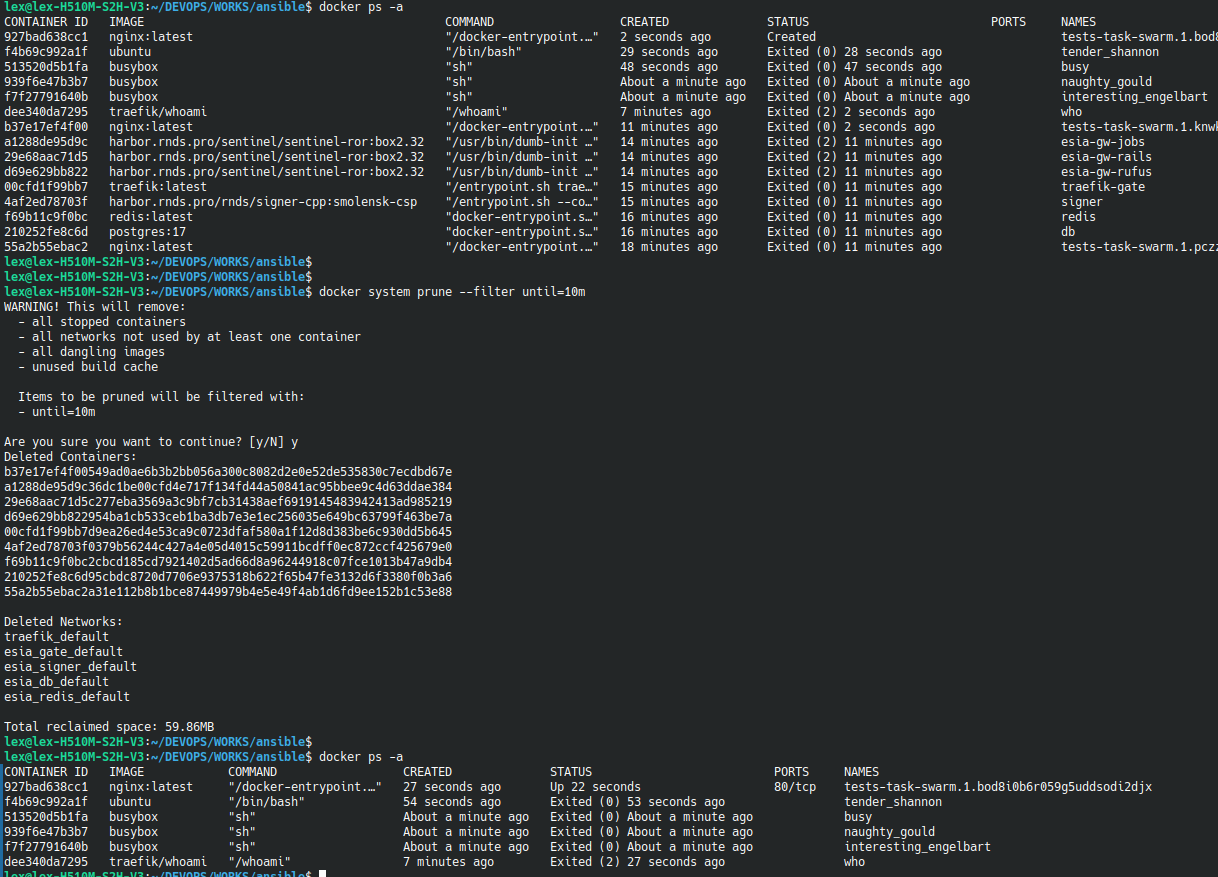 lex@lex-H510M-S2H-V3:~/DEVOPS/WORKS/ansible$ docker ps -a
CONTAINER ID   IMAGE                                        COMMAND                  CREATED              STATUS                          PORTS     NAMES
927bad638cc1   nginx:latest                                 "/docker-entrypoint.…"   2 seconds ago        Created                                   tests-task-swarm.1.bod8
f4b69c992a1f   ubuntu                                       "/bin/bash"              29 seconds ago       Exited (0) 28 seconds ago                 tender_shannon
513520d5b1fa   busybox                                      "sh"                     48 seconds ago       Exited (0) 47 seconds ago                 busy
939f6e47b3b7   busybox                                      "sh"                     About a minute ago   Exited (0) About a minute ago             naughty_gould
f7f27791640b   busybox                                      "sh"                     About a minute ago   Exited (0) About a minute ago             interesting_engelbart
dee340da7295   traefik/whoami                               "/whoami"                7 minutes ago        Exited (2) 2 seconds ago                  who
b37e17ef4f00   nginx:latest                                 "/docker-entrypoint.…"   11 minutes ago       Exited (0) 2 seconds ago                  tests-task-swarm.1.knw
a1288de95d9c   harbor.rnds.pro/sentinel/sentinel-ror:box2.32   "/usr/bin/dumb-init …"   14 minutes ago       Exited (2) 11 minutes ago                 esia-gw-jobs
29e68aac71d5   harbor.rnds.pro/sentinel/sentinel-ror:box2.32   "/usr/bin/dumb-init …"   14 minutes ago       Exited (2) 11 minutes ago                 esia-gw-rails
d69e629bb822   harbor.rnds.pro/sentinel/sentinel-ror:box2.32   "/usr/bin/dumb-init …"   14 minutes ago       Exited (2) 11 minutes ago                 esia-gw-rufus
00cfd1f99bb7   traefik:latest                               "/entrypoint.sh trae…"   15 minutes ago       Exited (0) 11 minutes ago                 traefik-gate
4af2ed78703f   harbor.rnds.pro/rnds/signer-cpp:smolensk-csp   "/entrypoint.sh --co…"   15 minutes ago       Exited (0) 11 minutes ago                 signer
f69b11c9f0bc   redis:latest                                 "docker-entrypoint.s…"   16 minutes ago       Exited (0) 11 minutes ago                 redis
210252fe8c6d   postgres:17                                  "docker-entrypoint.s…"   16 minutes ago       Exited (0) 11 minutes ago                 db
55a2b55ebac2   nginx:latest                                 "/docker-entrypoint.…"   18 minutes ago       Exited (0) 11 minutes ago                 tests-task-swarm.1.pczz
lex@lex-H510M-S2H-V3:~/DEVOPS/WORKS/ansible$
lex@lex-H510M-S2H-V3:~/DEVOPS/WORKS/ansible$
lex@lex-H510M-S2H-V3:~/DEVOPS/WORKS/ansible$ docker system prune --filter until=10m
WARNING! This will remove:
  - all stopped containers
  - all networks not used by at least one container
  - all dangling images
  - unused build cache
  Items to be pruned will be filtered with:
  - until=10m
Are you sure you want to continue? [y/N] y
Deleted Containers:
b37e17ef4f00549ad0ae6b3b2bb056a300c8082d2e0e52de535830c7ecdbd67e
a1288de95d9c36dc1be00cfd4e717f134fd44a50841ac95bbee9c4d63ddae384
29e68aac71d5c277eba3569a3c9bf7cb31438aef6919145483942413ad985219
d69e629bb822954ba1cb533ceb1ba3db7e3e1ec256035e649bc63799f463be7a
00cfd1f99bb7d9ea26ed4e53ca9c0723dfaf580a1f12d8d383be6c930dd5b645
4af2ed78703f0379b56244c427a4e05d4015c59911bcdff0ec872ccf425679e0
f69b11c9f0bc2cbcd185cd7921402d5ad66d8a96244918c07fce1013b47a9db4
210252fe8c6d95cbdc8720d7706e9375318b622f65b47fe3132d6f3380f0b3a6
55a2b55ebac2a31e112b8b1bce87449979b4e5e49f4ab1d6fd9ee152b1c53e88
Deleted Networks:
traefik_default
esia_gate_default
esia_signer_default
esia_db_default
esia_redis_default
Total reclaimed space: 59.86MB
lex@lex-H510M-S2H-V3:~/DEVOPS/WORKS/ansible$
lex@lex-H510M-S2H-V3:~/DEVOPS/WORKS/ansible$ docker ps -a
CONTAINER ID   IMAGE            COMMAND                  CREATED              STATUS                          PORTS     NAMES
927bad638cc1   nginx:latest     "/docker-entrypoint.…"   27 seconds ago       Up 22 seconds                   80/tcp    tests-task-swarm.1.bod8i0b6r059g5uddsodi2djx
f4b69c992a1f   ubuntu           "/bin/bash"              54 seconds ago       Exited (0) 53 seconds ago                 tender_shannon
513520d5b1fa   busybox          "sh"                     About a minute ago   Exited (0) About a minute ago             busy
939f6e47b3b7   busybox          "sh"                     About a minute ago   Exited (0) About a minute ago             naughty_gould
f7f27791640b   busybox          "sh"                     About a minute ago   Exited (0) About a minute ago             interesting_engelbart
dee340da7295   traefik/whoami   "/whoami"                7 minutes ago        Exited (2) 27 seconds ago                 who
lex@lex-H510M-S2H-V3:~/DEVOPS/WORKS/ansible$